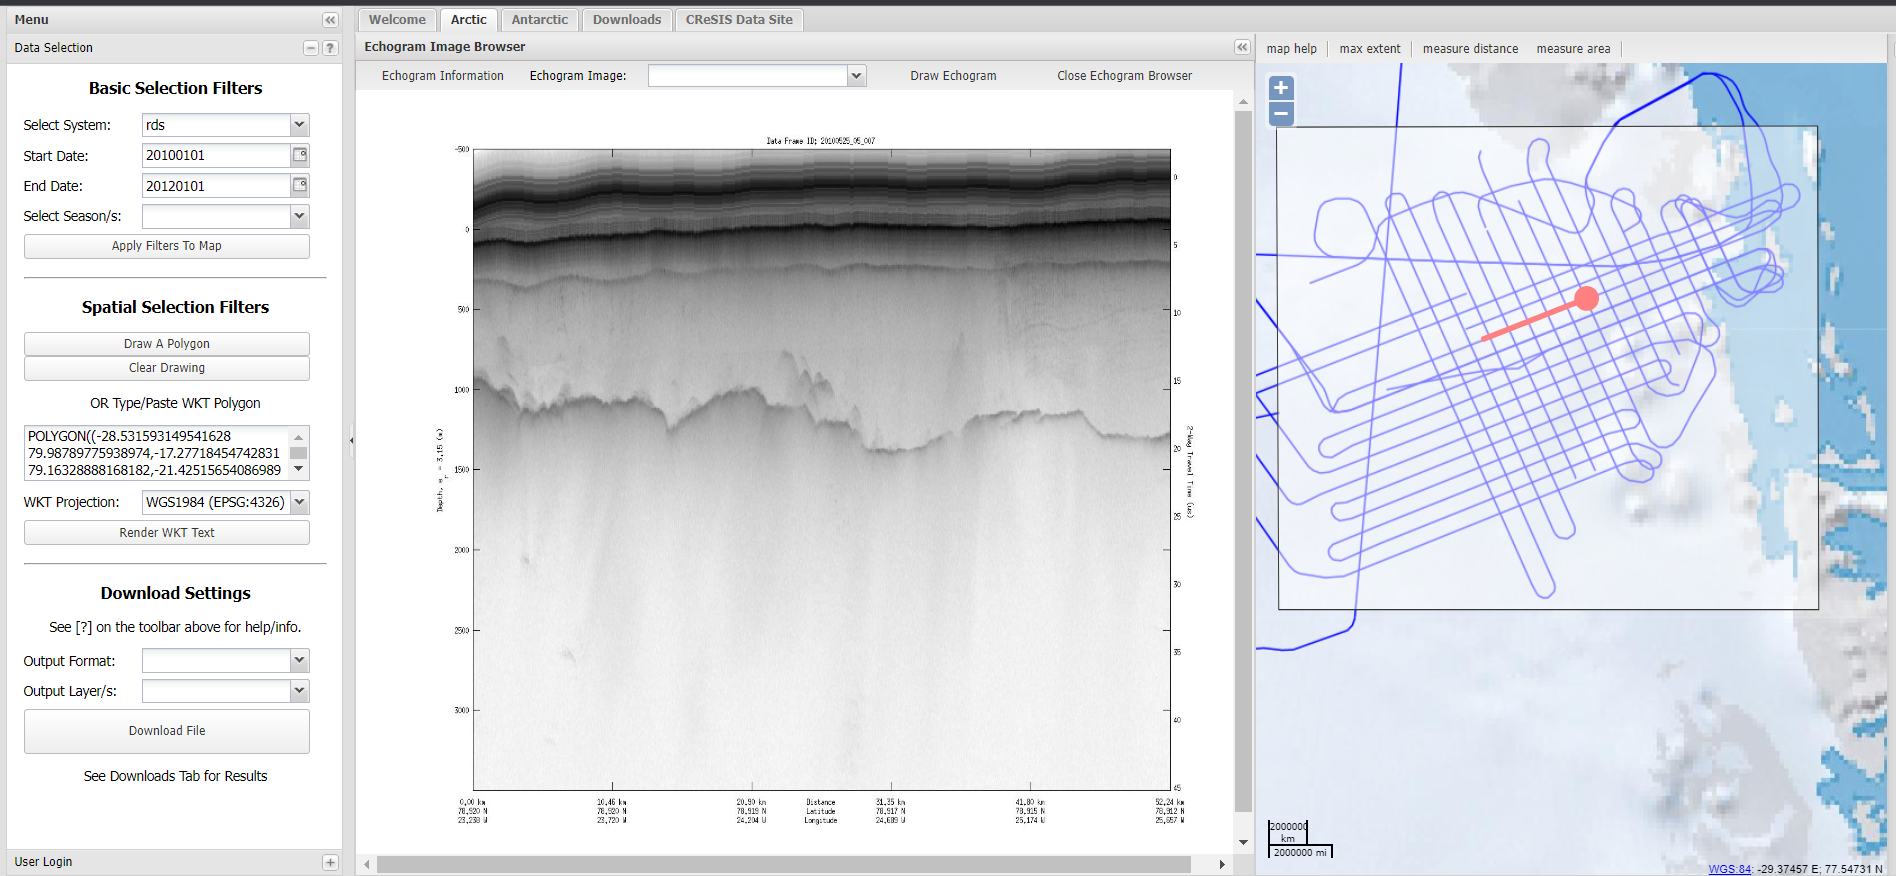 Menu
Data Selection
Basic Selection Filters
Select System: rds
Start Date: 20100101
End Date: 20120101
Select Season/s:
Apply Filters To Map
Spatial Selection Filters
Draw A Polygon
Clear Drawing
OR Type/Paste WKT Polygon
POLYGON((-28.531593149541628
79.98789775938974,-17.27718454742831
79.16328888168182,-21.42515654086989
WKT Projection: WGS1984 (EPSG:4326)
Render WKT Text
Download Settings
See [?] on the toolbar above for help/info.
Output Format:
Output Layer/s:
Download File
See Downloads Tab for Results
User Login
Welcome Arctic Antarctic Downloads CReSIS Data Site
Echogram Image Browser
Echogram Information Echogram Image: Draw Echogram Close Echogram Browser
Data Frame ID: 20100525_05_007
-500
0
500
1000
1500
2000
2500
3000
0
5
10
15
20
25
30
35
40
45
2-Way Travel Time (us)
0.00 km 10.46 km 20.90 km Distance 31.35 km 41.80 km 52.24 km
78.920 N 78.920 N 78.919 N Latitude 78.917 N 78.915 N 78.912 N
23.238 W 23.720 W 24.204 W Longitude 24.689 W 25.174 W 25.657 W
map help max extent measure distance measure area
2000000
km
2000000 mi
WGS:84: -29.37457 E; 77.54731 N